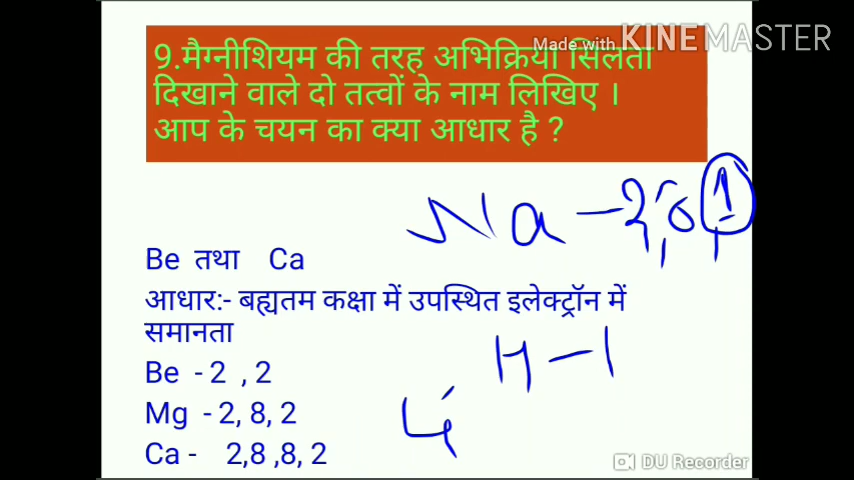 Made with KINEMASTER
9.मैग्नीशियम की तरह अभिक्रिया सिलता
दिखाने वाले दो तत्वों के नाम लिखिए ।
आप के चयन का क्या आधार है ?
Na - 2, 8, 1
Be तथा Ca
आधार:- बह्यतम कक्षा में उपस्थित इलेक्ट्रॉन में
समानता
H - 1
Be - 2 , 2
Mg - 2, 8, 2
Li
Ca - 2,8 ,8, 2
DU Recorder